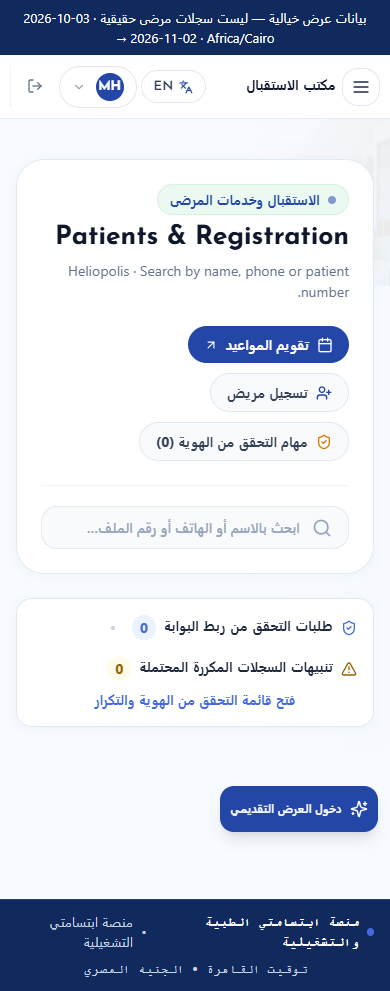 بيانات عرض خيالية — ليست سجلات مرضى حقيقية · 2026-10-03
→ 2026-11-02 · Africa/Cairo
مكتب الاستقبال
EN
MH
الاستقبال وخدمات المرضى
Patients & Registration
Heliopolis · Search by name, phone or patient
number.
تقويم المواعيد
تسجيل مريض
مهام التحقق من الهوية (0)
ابحث بالاسم أو الهاتف أو رقم الملف...
طلبات التحقق من ربط البوابة 0 •
تنبيهات السجلات المكررة المحتملة 0
فتح قائمة التحقق من الهوية والتكرار
دخول العرض التقديمي
منصة ابتسامتي الطبية
والتشغيلية
• منصة ابتسامتي
التشغيلية
توقيت القاهرة • الجنيه المصري